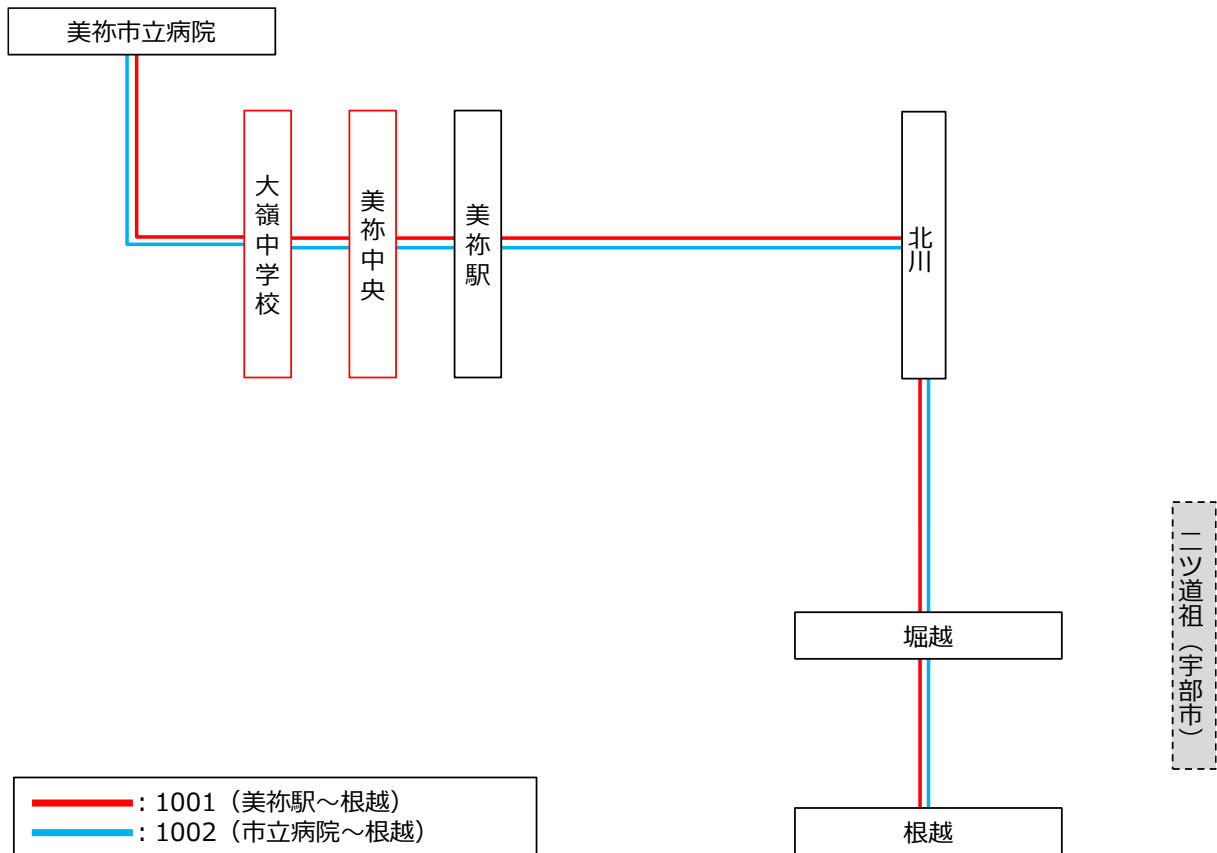 美祢市立病院
大嶺中学校
美祢中央
美祢駅
北川
二ツ道祖（宇部市）
堀越
根越
：1001（美祢駅～根越）
：1002（市立病院～根越）